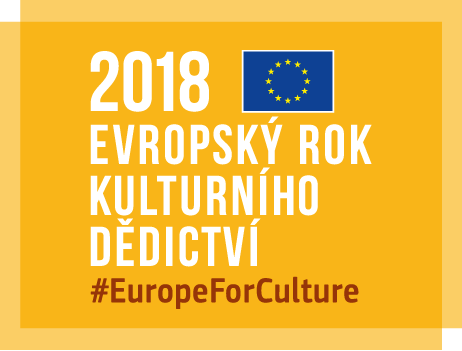 2018
EVROPSKÝ ROK
KULTURNÍHO
DĚDICTVÍ
#EuropeForCulture